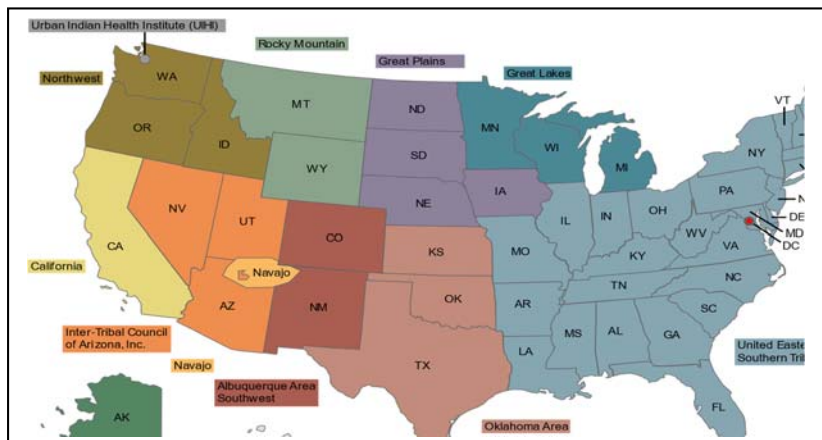 Urban Indian Health Institute (UIHI)
Rocky Mountain
Great Plains
Great Lakes
Northwest
WA
MT
ND
MN
VT
OR
ID
SD
WI
MI
NY
WY
IA
PA
NE
NV
UT
IL
IN
OH
DE
MD
DC
CO
MO
WV
VA
CA
KS
KY
California
Navajo
NC
TN
AZ
NM
OK
AR
SC
MS
AL
GA
Inter-Tribal Council
of Arizona, Inc.
LA
TX
United
Southern
Navajo
Albuquerque Area
Southwest
FL
AK
Oklahoma Area